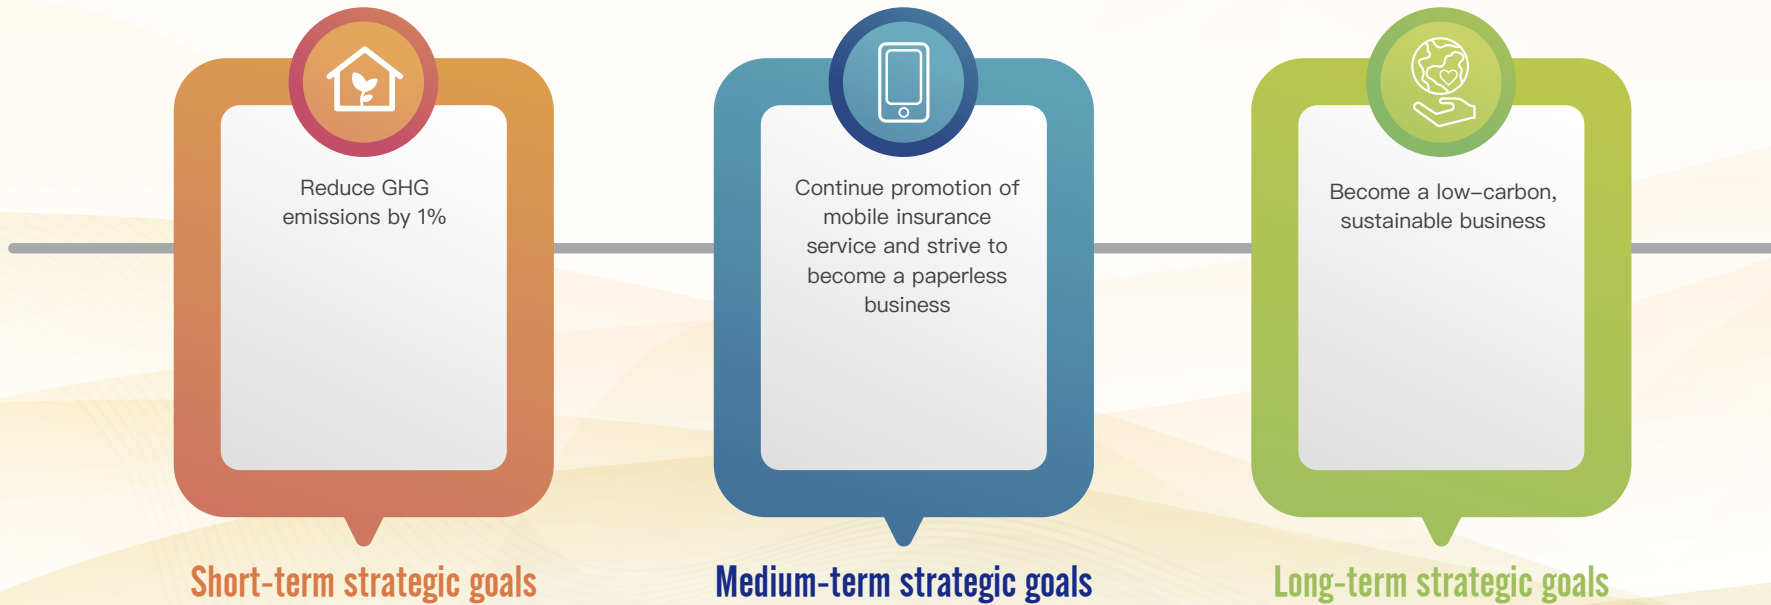 Reduce GHG
emissions by 1%
Short-term strategic goals
Continue promotion of
mobile insurance
service and strive to
become a paperless
business
Medium-term strategic goals
Become a low-carbon,
sustainable business
Long-term strategic goals